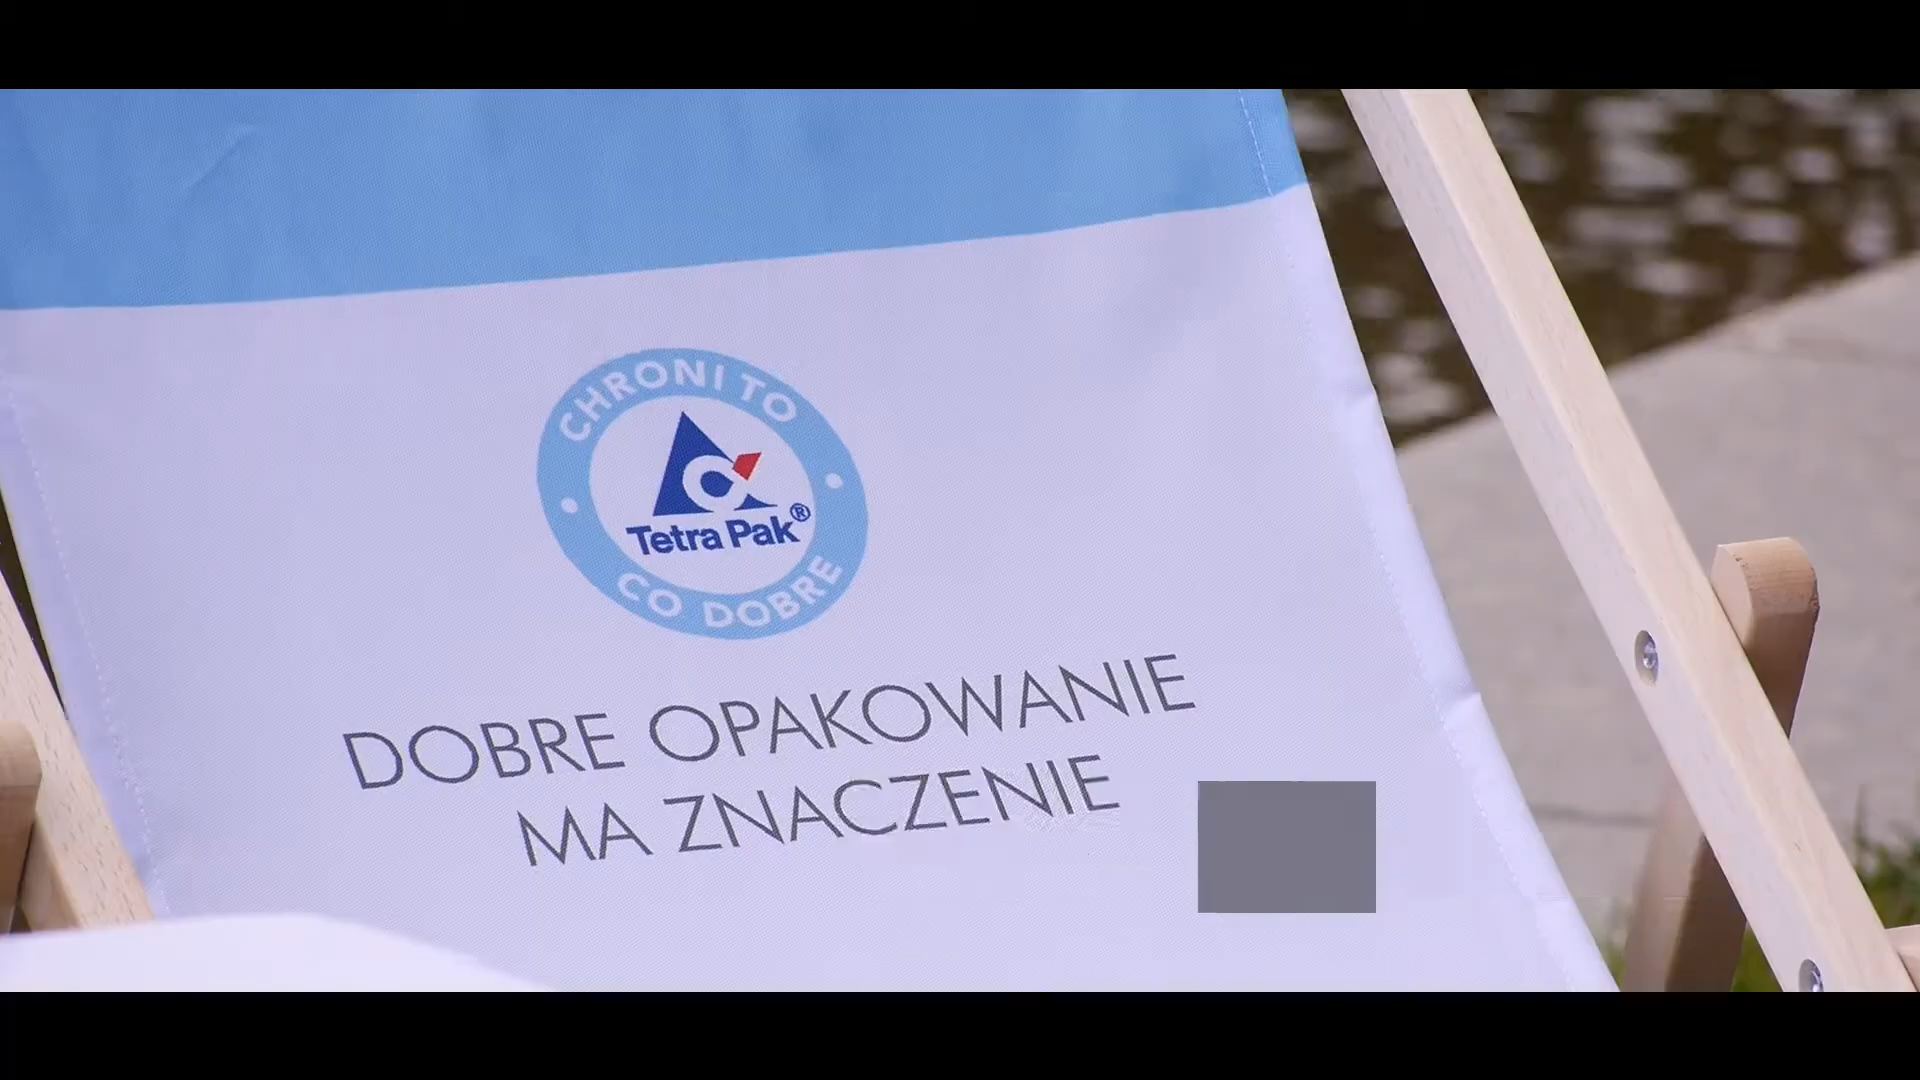 CHRONI TO
Tetra Pak®
CO DOBRE
DOBRE OPAKOWANIE
MA ZNACZENIE